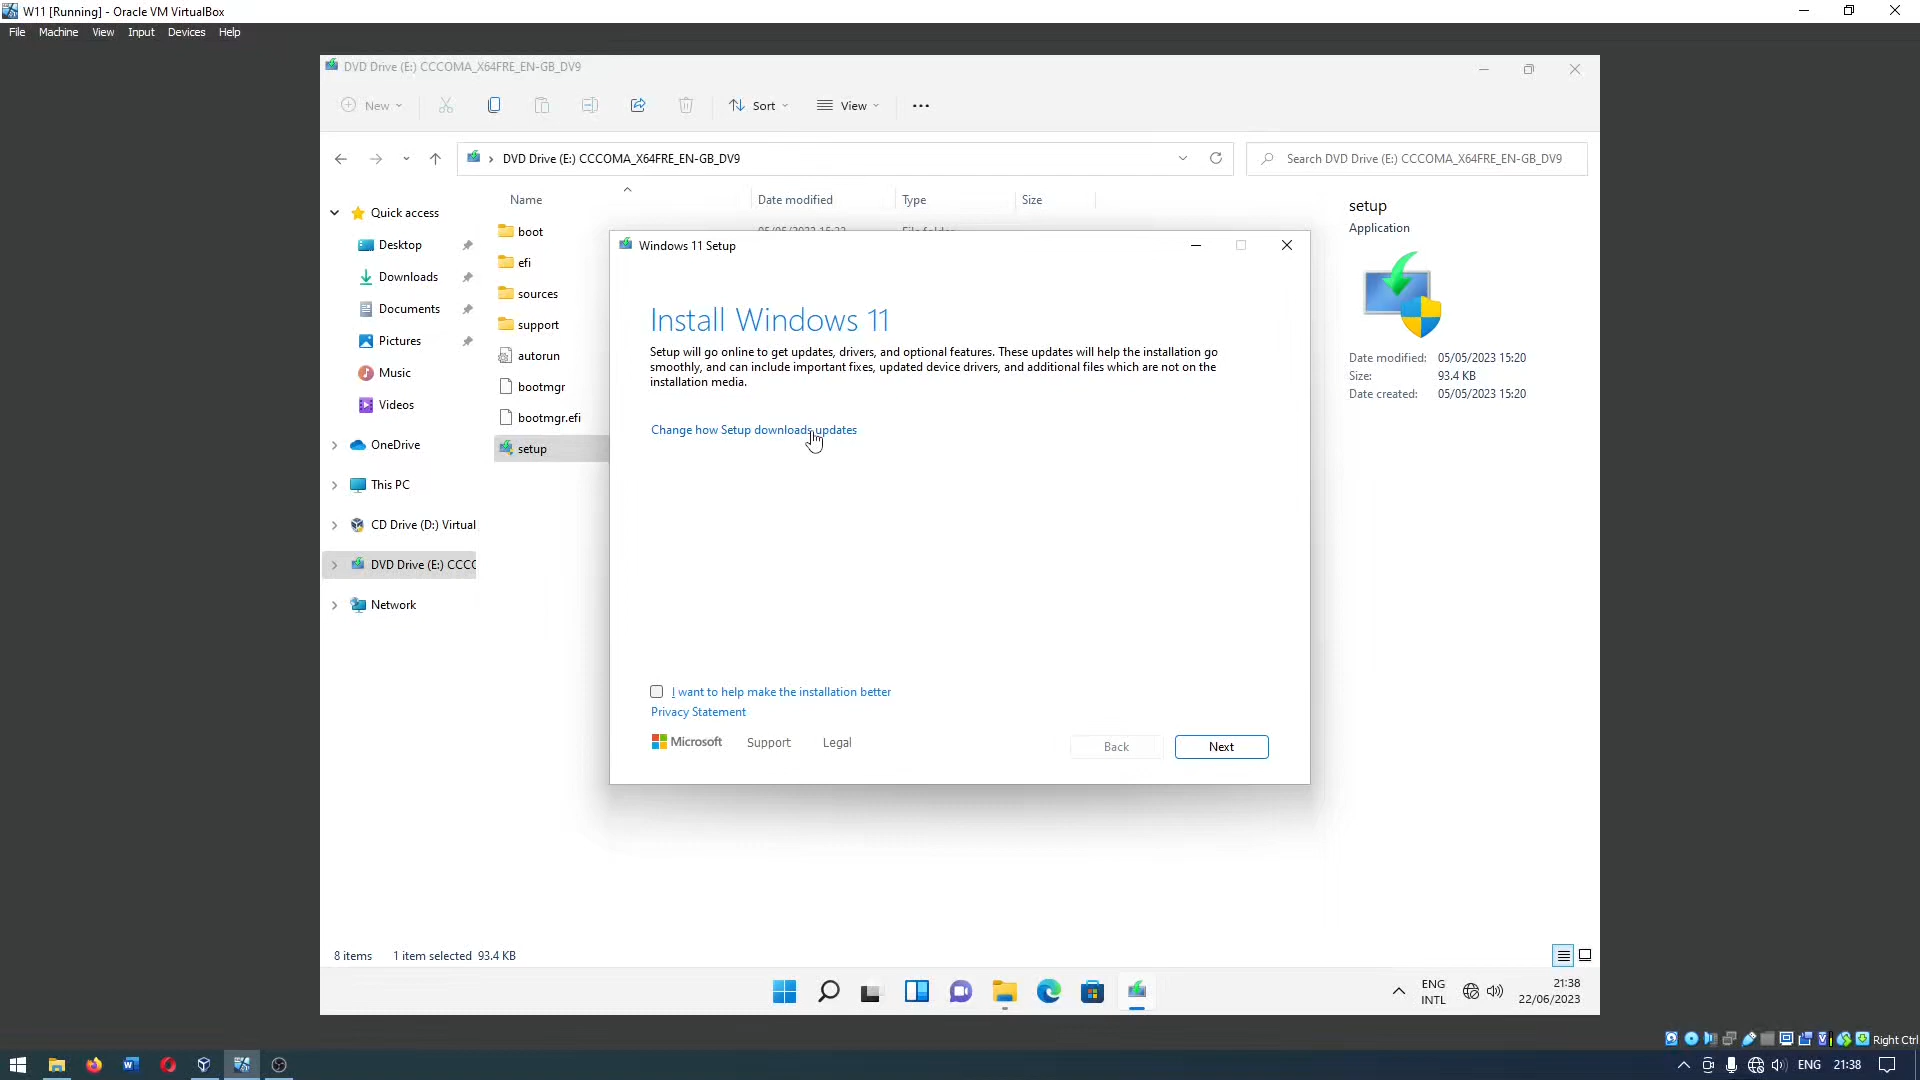 W11 [Running] - Oracle VM VirtualBox
File Machine View Input Devices Help
DVD Drive (E:) CCCOMA_X64FRE_EN-GB_DV9
New
Sort
View
DVD Drive (E:) CCCOMA_X64FRE_EN-GB_DV9
Search DVD Drive (E:) CCCOMA_X64FRE_EN-GB_DV9
Quick access
Desktop
Downloads
Documents
Pictures
Music
Videos
OneDrive
This PC
CD Drive (D:) Virtual
DVD Drive (E:) CCCO
Network
Name Date modified Type Size
boot 05/05/2023 15:22 File folder
efi
sources
support
autorun
bootmgr
bootmgr.efi
setup
Windows 11 Setup
Install Windows 11
Setup will go online to get updates, drivers, and optional features. These updates will help the installation go
smoothly, and can include important fixes, updated device drivers, and additional files which are not on the
installation media.
Change how Setup downloads updates
I want to help make the installation better
Privacy Statement
Microsoft Support Legal
Back Next
setup
Application
Date modified: 05/05/2023 15:20
Size: 93.4 KB
Date created: 05/05/2023 15:20
8 items 1 item selected 93.4 KB
ENG
INTL
21:38
22/06/2023
Right Ctrl
ENG 21:38